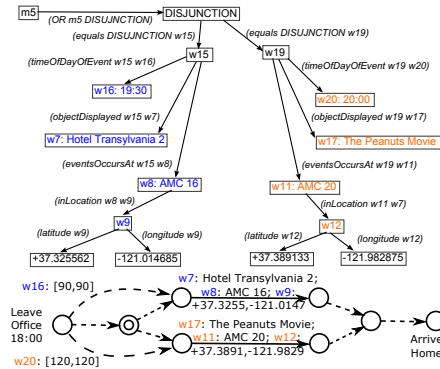 m5
(OR m5 DISUJNCTION)
DISJUNCTION
(equals DISUJNCTION w15)
(equals DISUJNCTION w19)
w15
w19
(timeOfDayOfEvent w15 w16)
(timeOfDayOfEvent w19 w20)
w16: 19:30
w20: 20:00
(objectDisplayed w15 w7)
(objectDisplayed w19 w17)
w7: Hotel Transylvania 2
w17: The Peanuts Movie
(eventsOccursAt w15 w8)
(eventsOccursAt w19 w11)
w8: AMC 16
w11: AMC 20
(inLocation w8 w9)
(inLocation w11 w7)
w9
w12
(latitude w9)
(longitude w9)
(latitude w12)
(longitude w12)
+37.325562
-121.014685
+37.389133
-121.982875
w7: Hotel Transylvania 2;
w16: [90,90]
w8: AMC 16; w9:
+37.3255,-121.0147
Leave
Office
18:00
w17: The Peanuts Movie;
w11: AMC 20; w12:
+37.3891,-121.9829
w20: [120,120]
Arrive
Home